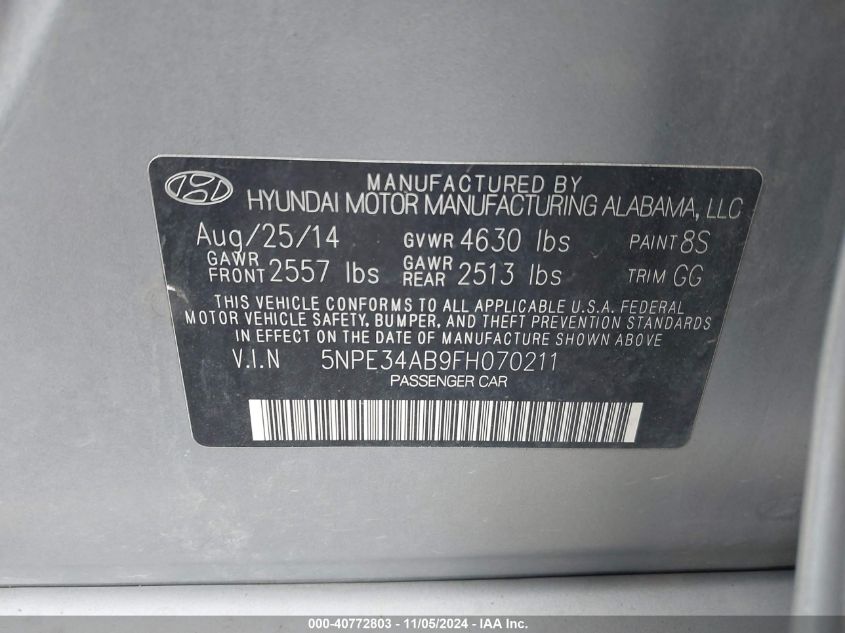 MANUFACTURED BY
HYUNDAI MOTOR MANUFACTURING ALABAMA, LLC
Aug/25/14 GVWR 4630 lbs PAINT 8S
GAWR FRONT 2557 lbs GAWR REAR 2513 lbs TRIM GG
THIS VEHICLE CONFORMS TO ALL APPLICABLE U.S.A. FEDERAL
MOTOR VEHICLE SAFETY, BUMPER, AND THEFT PREVENTION STANDARDS
IN EFFECT ON THE DATE OF MANUFACTURE SHOWN ABOVE
V.I.N 5NPE34AB9FH070211
PASSENGER CAR
000-40772803 - 11/05/2024 - IAA Inc.